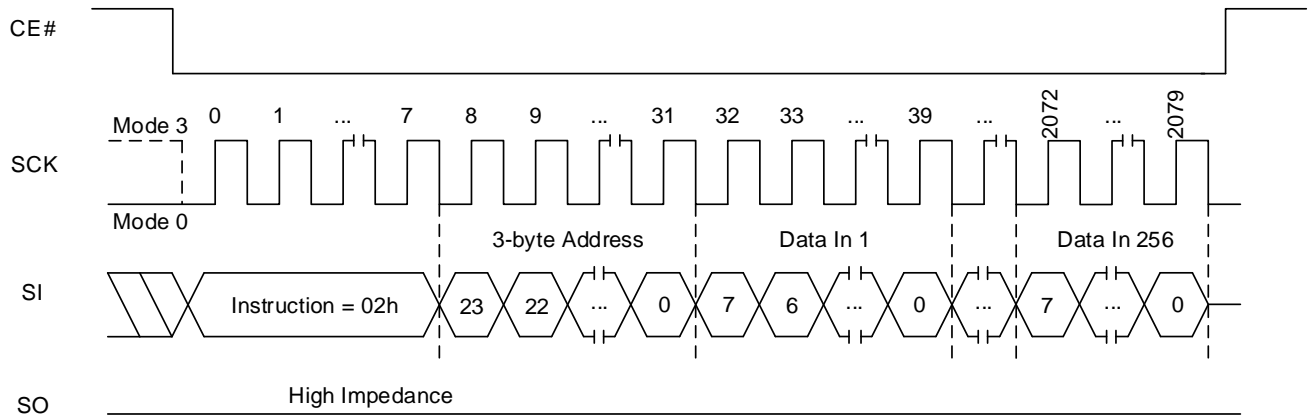 CE#
0 1 ... 7 8 9 ... 31 32 33 ... 39 ... 2072 ... 2079
Mode 3
SCK
Mode 0
3-byte Address Data In 1 Data In 256
SI Instruction = 02h 23 22 ... 0 7 6 ... 0 ... 7 ... 0
High Impedance
SO